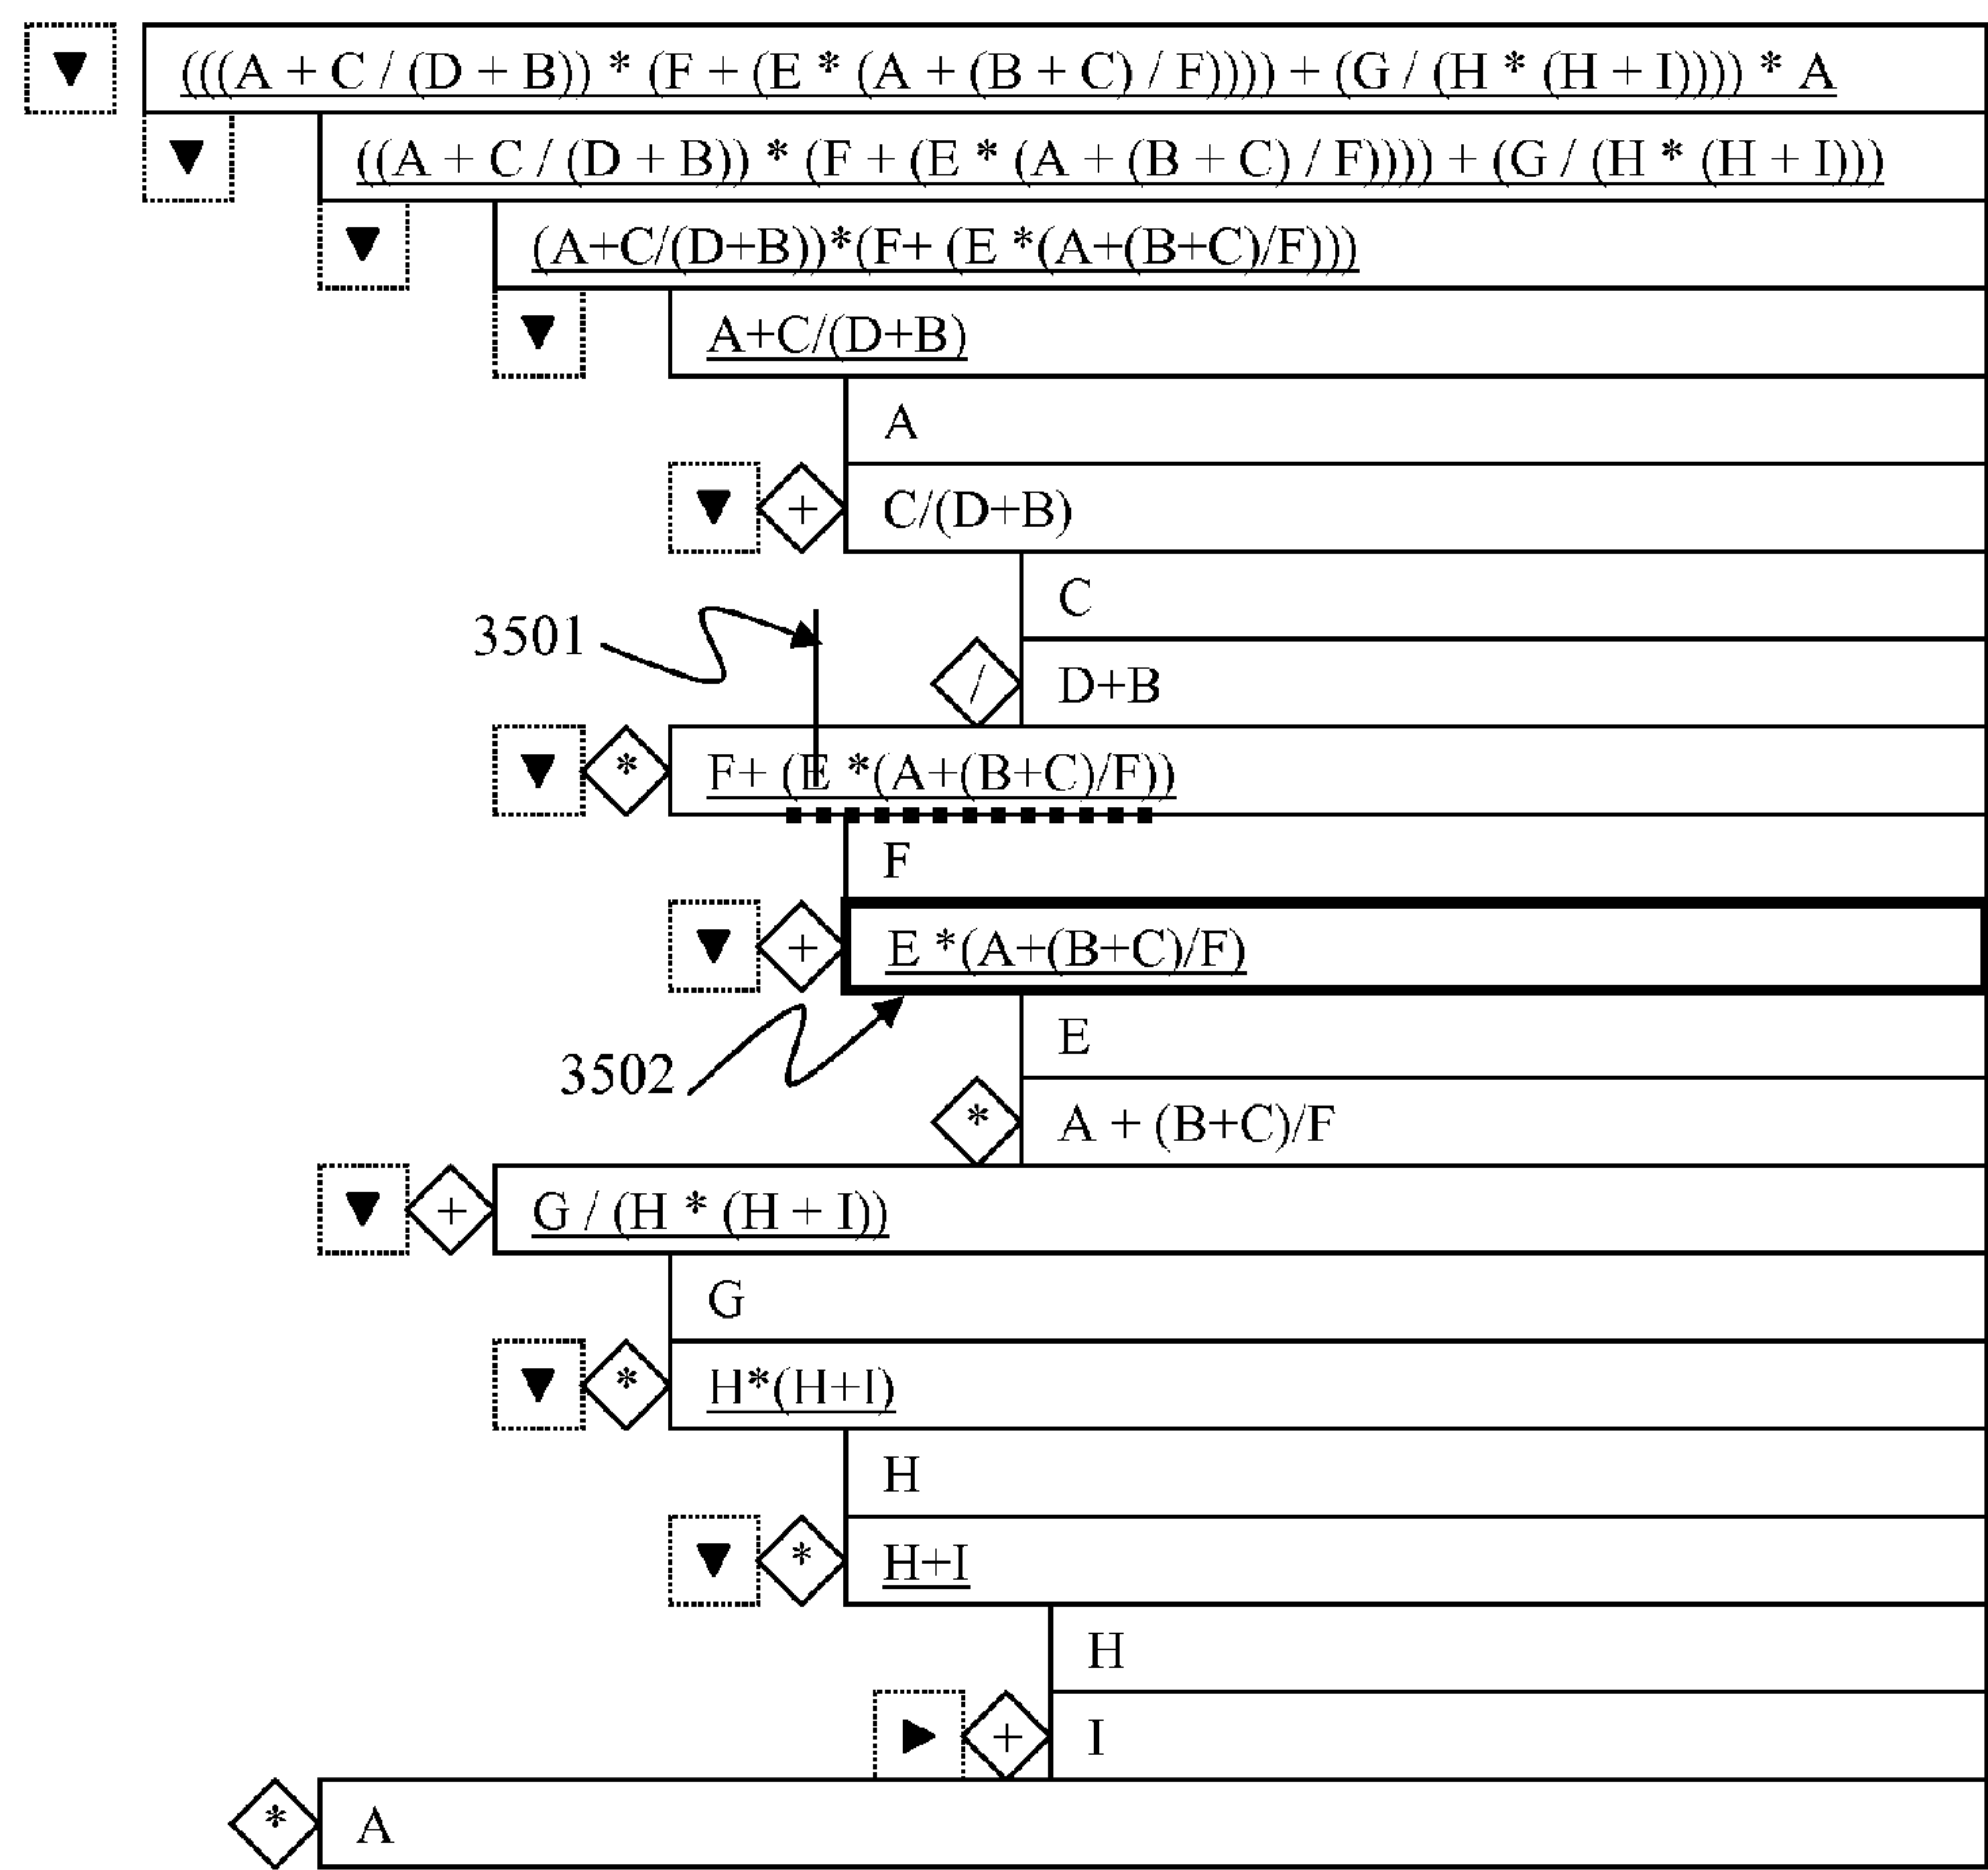 (((A + C / (D + B)) * (F + (E * (A + (B + C) / F)))) + (G / (H * (H + I)))) * A
((A + C / (D + B)) * (F + (E * (A + (B + C) / F)))) + (G / (H * (H + I)))
(A+C/(D+B))*(F+ (E *(A+(B+C)/F)))
A+C/(D+B)
A
+ C/(D+B)
C
3501
/ D+B
* F+ (E *(A+(B+C)/F))
F
+ E *(A+(B+C)/F)
E
3502
* A + (B+C)/F
+ G / (H * (H + I))
G
* H*(H+I)
H
* H+I
H
+ I
* A